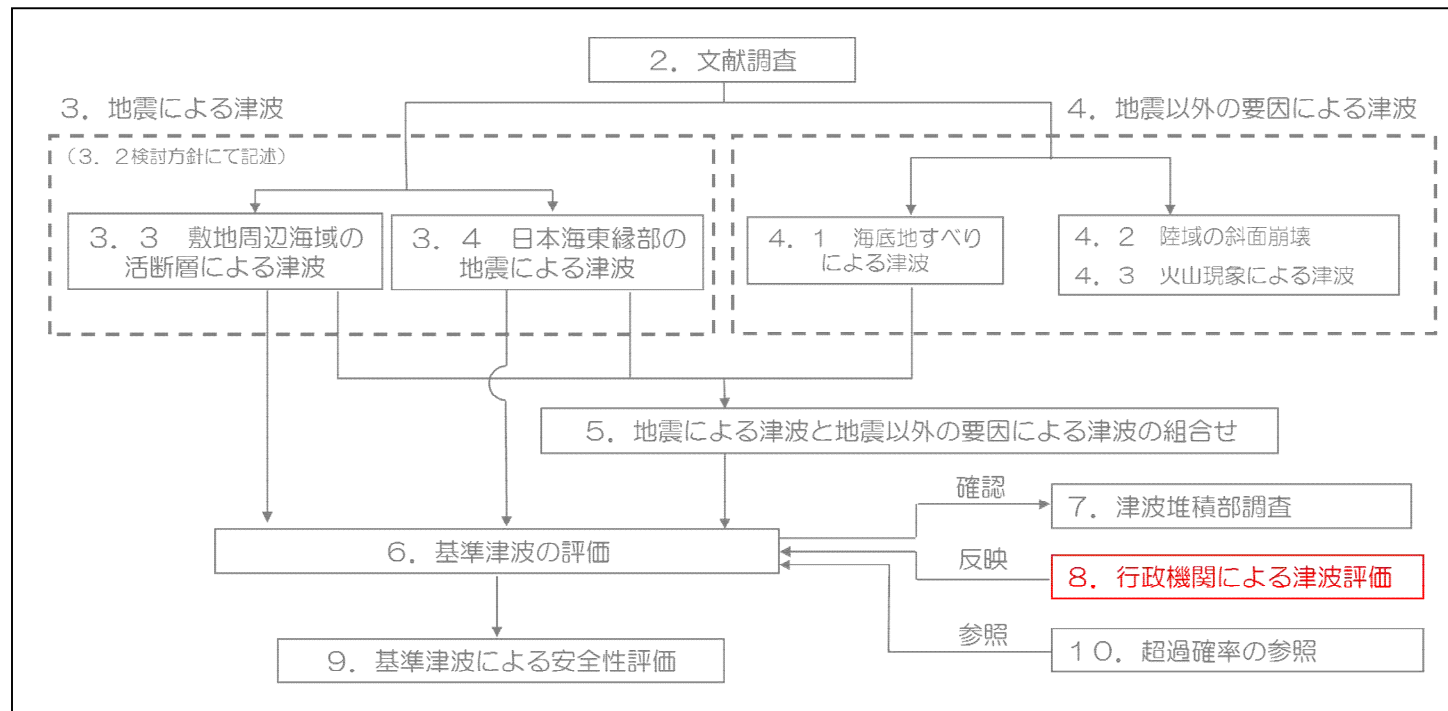 2．文献調査
3．地震による津波
4．地震以外の要因による津波
（3．2検討方針にて記述）
3．3　敷地周辺海域の
活断層による津波
3．4　日本海東縁部の
地震による津波
4．1　海底地すべり
による津波
4．2　陸域の斜面崩壊
4．3　火山現象による津波
5．地震による津波と地震以外の要因による津波の組合せ
確認
7．津波堆積部調査
6．基準津波の評価
反映
8．行政機関による津波評価
参照
10．超過確率の参照
9．基準津波による安全性評価